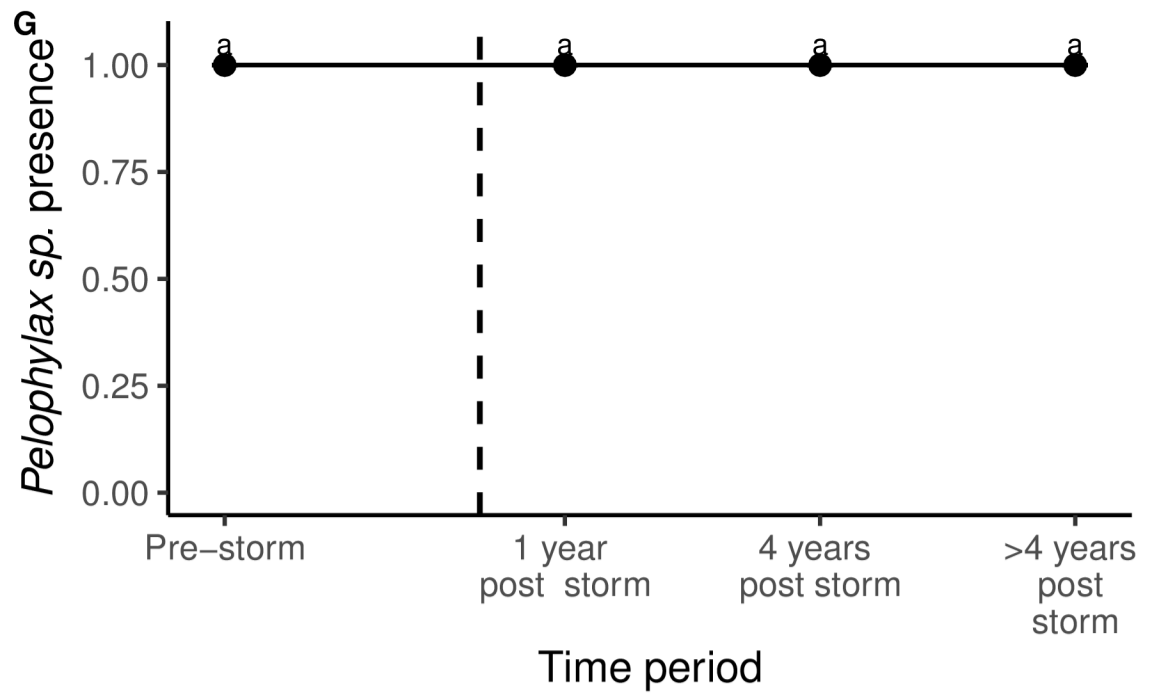 G
Pelophylax sp. presence
1.00
0.75
0.50
0.25
0.00
a a a a
Pre−storm
1 year
post  storm
4 years
post storm
>4 years
post
storm
Time period